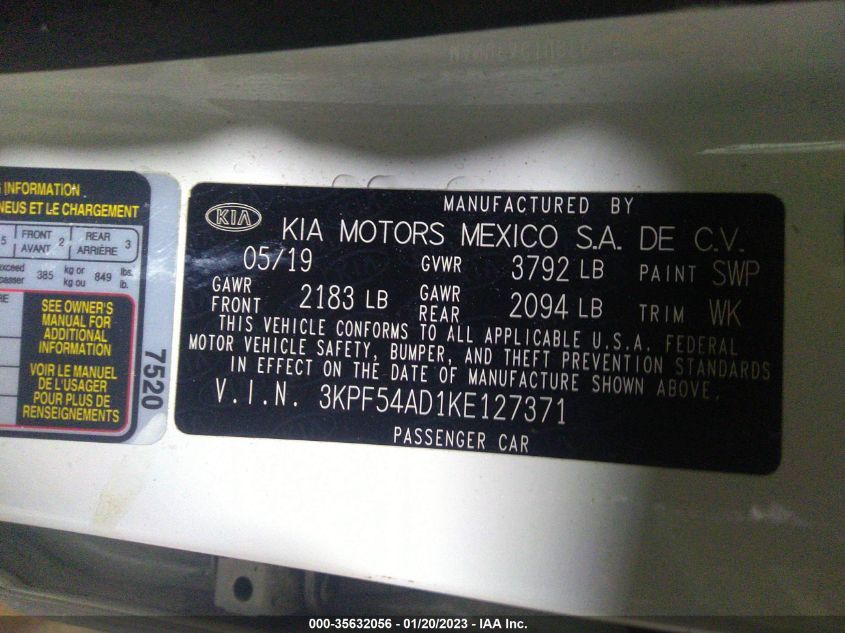 INFORMATION
NEUS ET LE CHARGEMENT
5 FRONT 2 REAR 3
AVANT ARRIÈRE
exceed 385 kg or 849 lbs.
kg ou lb.
SEE OWNER'S
MANUAL FOR
ADDITIONAL
INFORMATION
VOIR LE MANUEL
DE L'USAGER
POUR PLUS DE
RENSEIGNEMENTS
7520
MANUFACTURED BY
KIA KIA MOTORS MEXICO S.A. DE C.V.
05/19 GVWR 3792 LB PAINT SWP
GAWR FRONT 2183 LB GAWR REAR 2094 LB TRIM WK
THIS VEHICLE CONFORMS TO ALL APPLICABLE U.S.A. FEDERAL
MOTOR VEHICLE SAFETY, BUMPER, AND THEFT PREVENTION STANDARDS
IN EFFECT ON THE DATE OF MANUFACTURE SHOWN ABOVE.
V.I.N. 3KPF54AD1KE127371
PASSENGER CAR
000-35632056 - 01/20/2023 - IAA Inc.